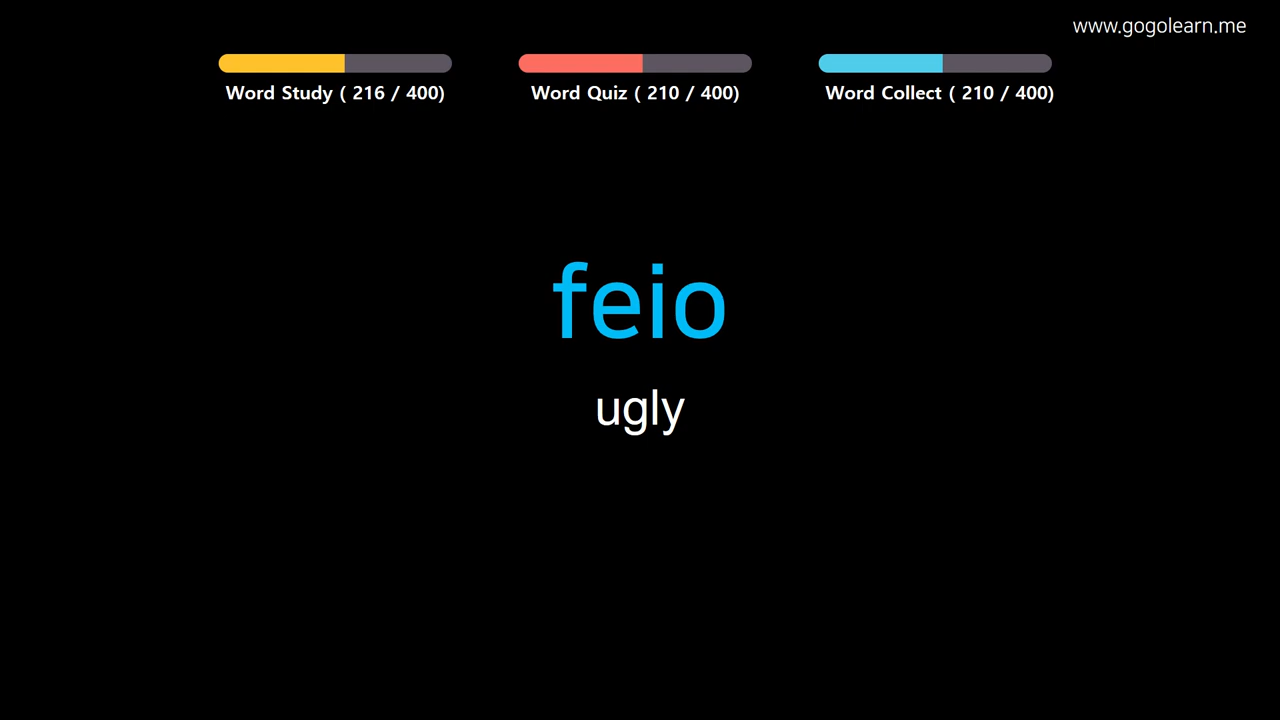 www.gogolearn.me
Word Study ( 216 / 400)
Word Quiz ( 210 / 400)
Word Collect ( 210 / 400)
feio
ugly